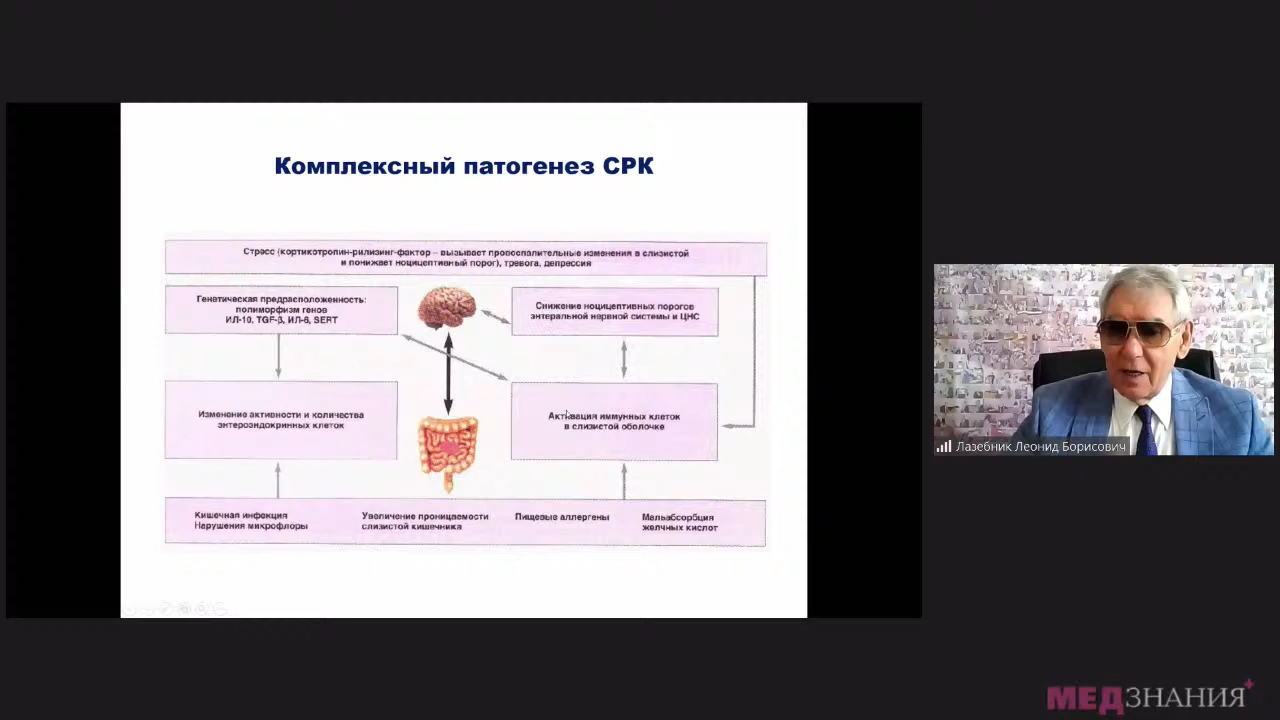 Комплексный патогенез СРК
Стресс (кортикотропин-рилизинг-фактор – вызывает провоспалительные изменения в слизистой
и понижает ноцицептивный порог), тревога, депрессия
Генетическая предрасположенность:
полиморфизм генов
ИЛ-10, TGF-β, ИЛ-6, SERT
Снижение ноцицептивных порогов
энтеральной нервной системы и ЦНС
Изменение активности и количества
энтероэндокринных клеток
Активация иммунных клеток
в слизистой оболочке
Кишечная инфекция
Нарушения микрофлоры
Увеличение проницаемости
слизистой кишечника
Пищевые аллергены
Мальабсорбция
желчных кислот
Лазебник Леонид Борисович
МЕДЗНАНИЯ+